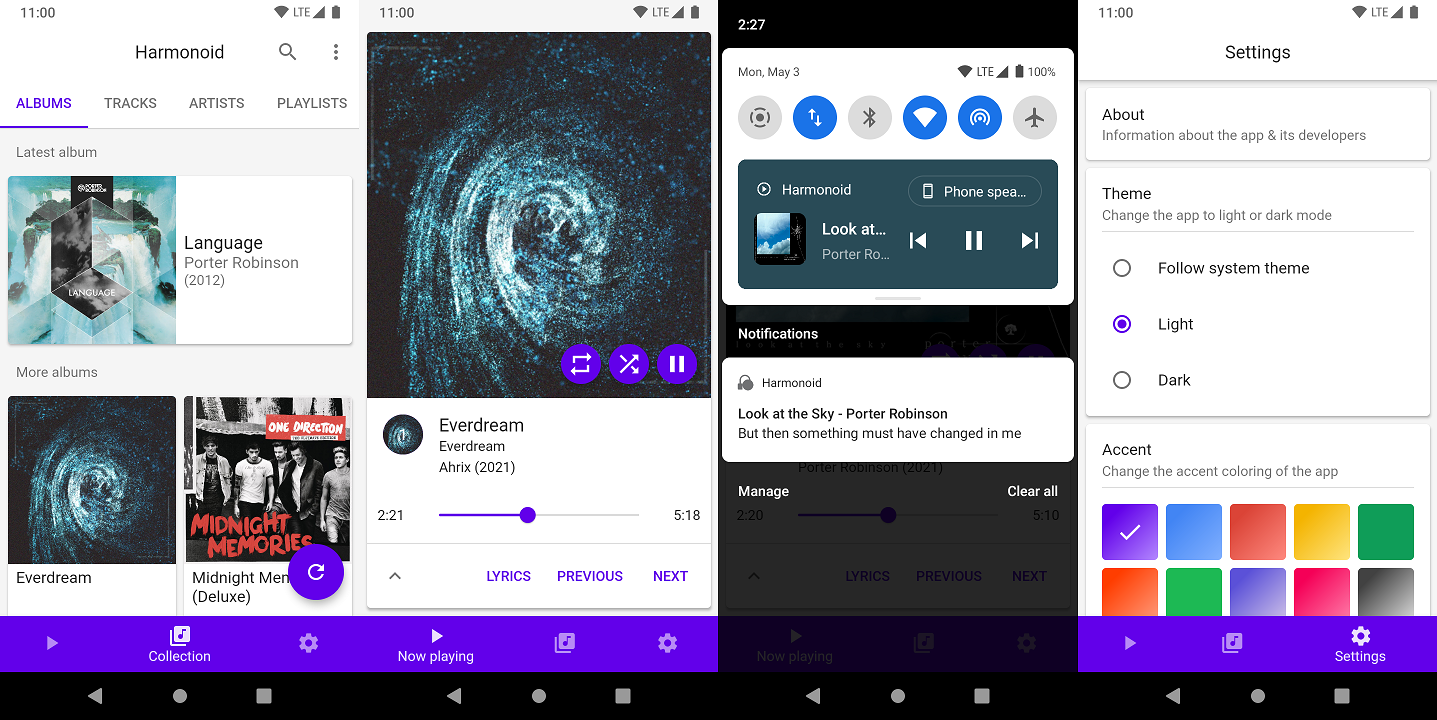 11:00
LTE
Harmonoid
ALBUMS
TRACKS
ARTISTS
PLAYLISTS
Latest album
PORTER
ROBINSON
LANGUAGE
Language
Porter Robinson
(2012)
More albums
ONE DIRECTION
MIDNIGHT
MEMORIES
Everdream
Midnight Mem
(Deluxe)
Collection
11:00
LTE
Everdream
Everdream
Ahrix (2021)
2:21
5:18
LYRICS
PREVIOUS
NEXT
Now playing
2:27
Mon, May 3
LTE
100%
Harmonoid
Phone spea...
Look at...
Porter Ro...
Notifications
look at the sky
porter
Harmonoid
Look at the Sky - Porter Robinson
But then something must have changed in me
Porter Robinson (2021)
Manage
Clear all
2:20
5:10
LYRICS
PREVIOUS
NEXT
Now playing
11:00
LTE
Settings
About
Information about the app & its developers
Theme
Change the app to light or dark mode
Follow system theme
Light
Dark
Accent
Change the accent coloring of the app
Settings